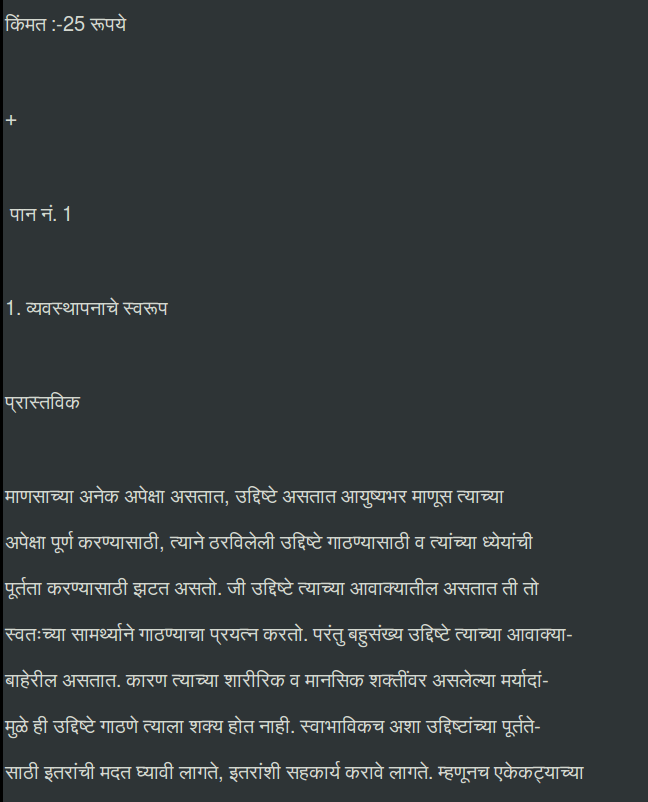 किंमत :-25 रूपये
+
पान नं. 1
1. व्यवस्थापनाचे स्वरूप
प्रास्तविक
माणसाच्या अनेक अपेक्षा असतात, उद्दिष्टे असतात आयुष्यभर माणूस त्याच्या
अपेक्षा पूर्ण करण्यासाठी, त्याने ठरविलेली उद्दिष्टे गाठण्यासाठी व त्यांच्या ध्येयांची
पूर्तता करण्यासाठी झटत असतो. जी उद्दिष्टे त्याच्या आवाक्यातील असतात ती तो
स्वतःच्या सामर्थ्याने गाठण्याचा प्रयत्न करतो. परंतु बहुसंख्य उद्दिष्टे त्याच्या आवाक्या-
बाहेरील असतात. कारण त्याच्या शारीरिक व मानसिक शक्तींवर असलेल्या मर्यादां-
मुळे ही उद्दिष्टे गाठणे त्याला शक्य होत नाही. स्वाभाविकच अशा उद्दिष्टांच्या पूर्तते-
साठी इतरांची मदत घ्यावी लागते, इतरांशी सहकार्य करावे लागते. म्हणूनच एकेकट्याच्या